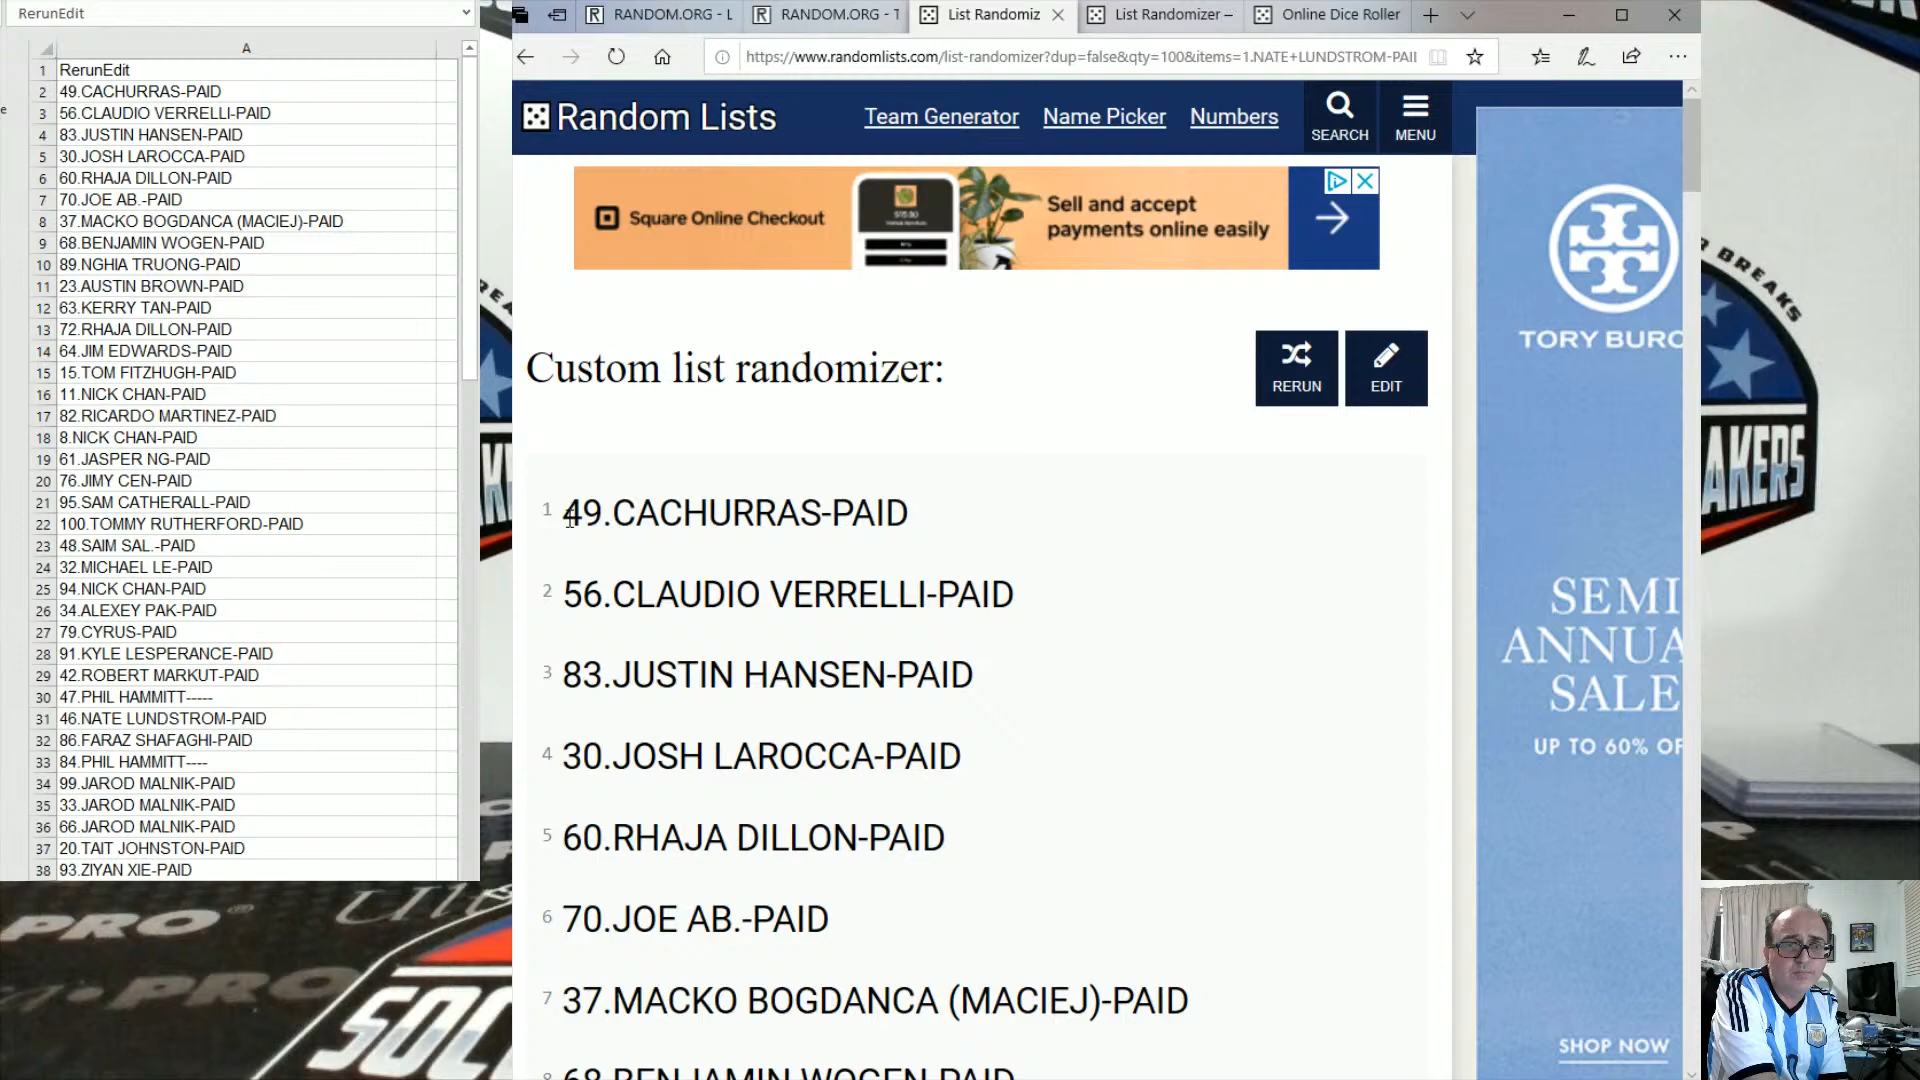 RerunEdit
A
1 RerunEdit
2 49.CACHURRAS-PAID
3 56.CLAUDIO VERRELLI-PAID
4 83.JUSTIN HANSEN-PAID
5 30.JOSH LAROCCA-PAID
6 60.RHAJA DILLON-PAID
7 70.JOE AB.-PAID
8 37.MACKO BOGDANCA (MACIEJ)-PAID
9 68.BENJAMIN WOGEN-PAID
10 89.NGHIA TRUONG-PAID
11 23.AUSTIN BROWN-PAID
12 63.KERRY TAN-PAID
13 72.RHAJA DILLON-PAID
14 64.JIM EDWARDS-PAID
15 15.TOM FITZHUGH-PAID
16 11.NICK CHAN-PAID
17 82.RICARDO MARTINEZ-PAID
18 8.NICK CHAN-PAID
19 61.JASPER NG-PAID
20 76.JIMY CEN-PAID
21 95.SAM CATHERALL-PAID
22 100.TOMMY RUTHERFORD-PAID
23 48.SAIM SAL.-PAID
24 32.MICHAEL LE-PAID
25 94.NICK CHAN-PAID
26 34.ALEXEY PAK-PAID
27 79.CYRUS-PAID
28 91.KYLE LESPERANCE-PAID
29 42.ROBERT MARKUT-PAID
30 47.PHIL HAMMITT-----
31 46.NATE LUNDSTROM-PAID
32 86.FARAZ SHAFAGHI-PAID
33 84.PHIL HAMMITT----
34 99.JAROD MALNIK-PAID
35 33.JAROD MALNIK-PAID
36 66.JAROD MALNIK-PAID
37 20.TAIT JOHNSTON-PAID
38 93.ZIYAN XIE-PAID
RANDOM.ORG - L
RANDOM.ORG - T
List Randomiz
List Randomizer –
Online Dice Roller
https://www.randomlists.com/list-randomizer?dup=false&qty=100&items=1.NATE+LUNDSTROM-PAI
Random Lists
Team Generator
Name Picker
Numbers
SEARCH
MENU
Square Online Checkout
Sell and accept
payments online easily
Custom list randomizer:
RERUN
EDIT
1 49.CACHURRAS-PAID
2 56.CLAUDIO VERRELLI-PAID
3 83.JUSTIN HANSEN-PAID
4 30.JOSH LAROCCA-PAID
5 60.RHAJA DILLON-PAID
6 70.JOE AB.-PAID
7 37.MACKO BOGDANCA (MACIEJ)-PAID
8 68.BENJAMIN WOGEN-PAID
TORY BURC
SEMI
ANNUA
SALE
UP TO 60% OF
SHOP NOW
BREAKS
AKERS
PRO
PRO
SOC